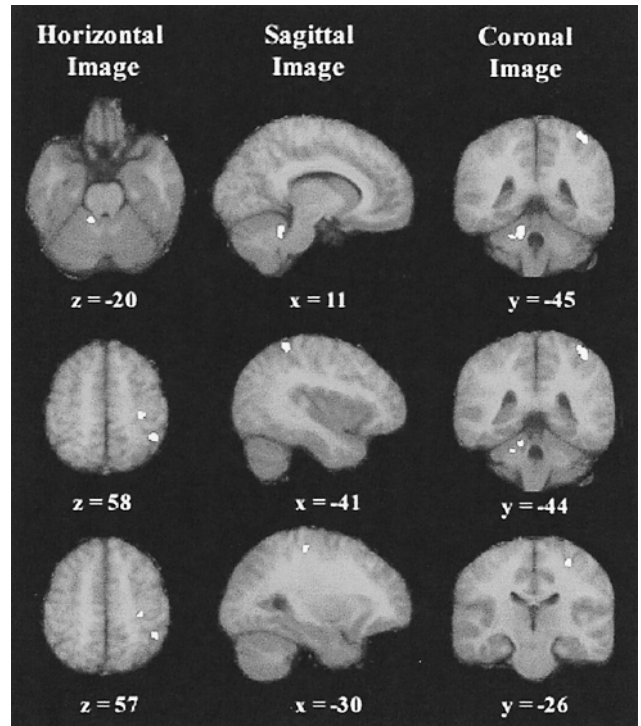 Horizontal Image
Sagittal Image
Coronal Image
z = -20
x = 11
y = -45
z = 58
x = -41
y = -44
z = 57
x = -30
y = -26